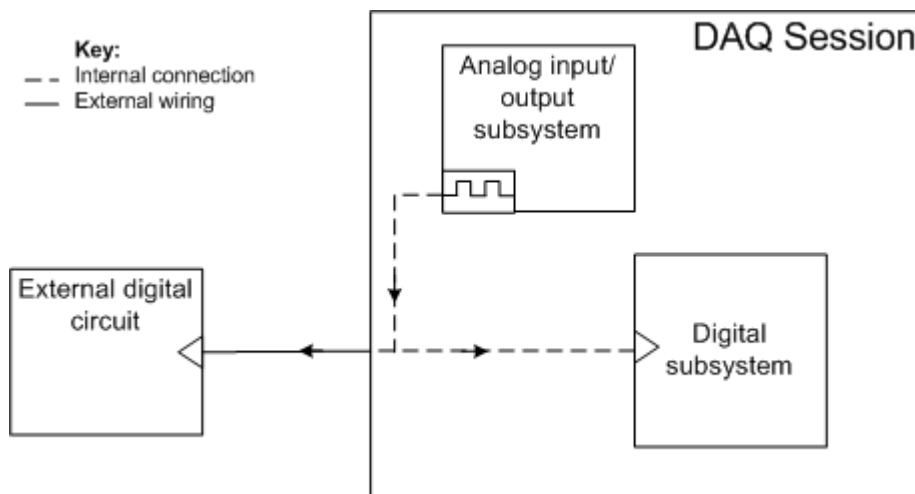 DAQ Session
Key:
Internal connection
External wiring
Analog input/
output
subsystem
External digital
circuit
Digital
subsystem